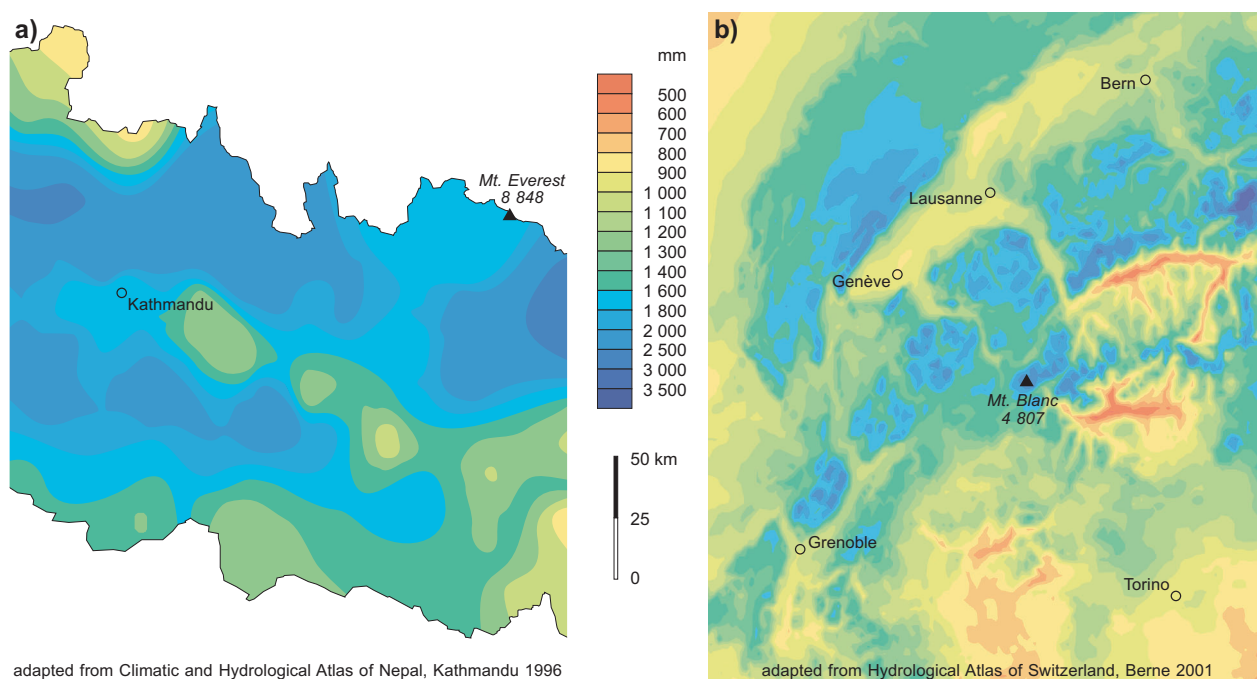 a)
Mt. Everest
8 848
Kathmandu
mm
500
600
700
800
900
1 000
1 100
1 200
1 300
1 400
1 600
1 800
2 000
2 500
3 000
3 500
50 km
25
0
adapted from Climatic and Hydrological Atlas of Nepal, Kathmandu 1996
b)
Bern
Lausanne
Genève
Mt. Blanc
4 807
Grenoble
Torino
adapted from Hydrological Atlas of Switzerland, Berne 2001